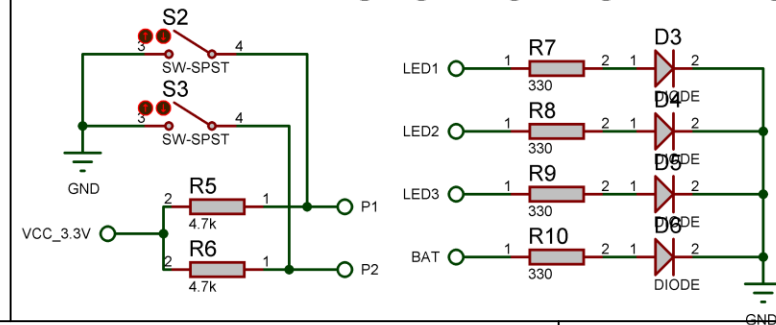 S2
3 4
SW-SPST
S3
3 4
SW-SPST
GND
R5
2 1
4.7k
P1
VCC_3.3V
R6
2 1
4.7k
P2
D3
R7
LED1 1 2 1 2
330
DIODE
D4
R8
LED2 1 2 1 2
330
DIODE
D5
R9
LED3 1 2 1 2
330
DIODE
D6
R10
BAT 1 2 1 2
330
DIODE
GND